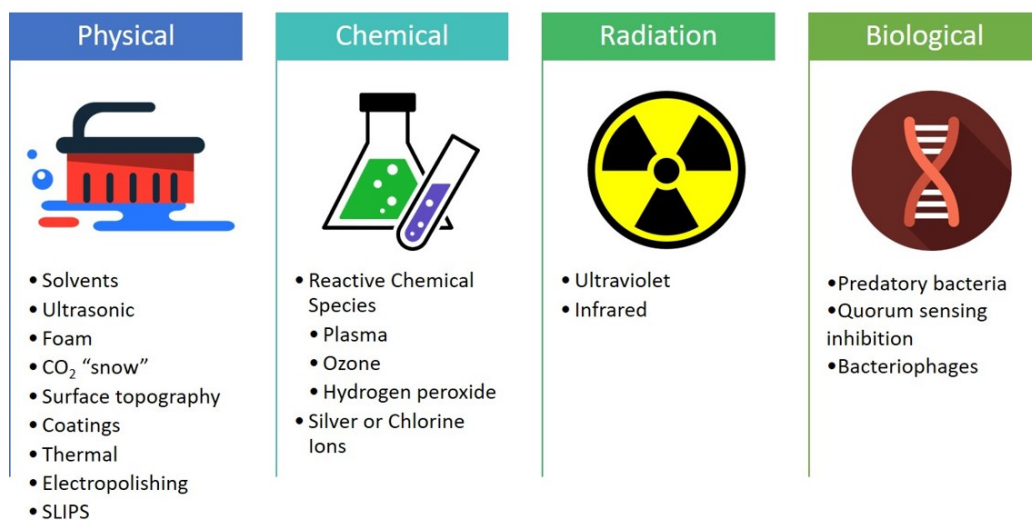 Physical
• Solvents
• Ultrasonic
• Foam
• CO₂ “snow”
• Surface topography
• Coatings
• Thermal
• Electropolishing
• SLIPS
Chemical
• Reactive Chemical
Species
• Plasma
• Ozone
• Hydrogen peroxide
• Silver or Chlorine
Ions
Radiation
• Ultraviolet
• Infrared
Biological
•Predatory bacteria
•Quorum sensing
inhibition
•Bacteriophages